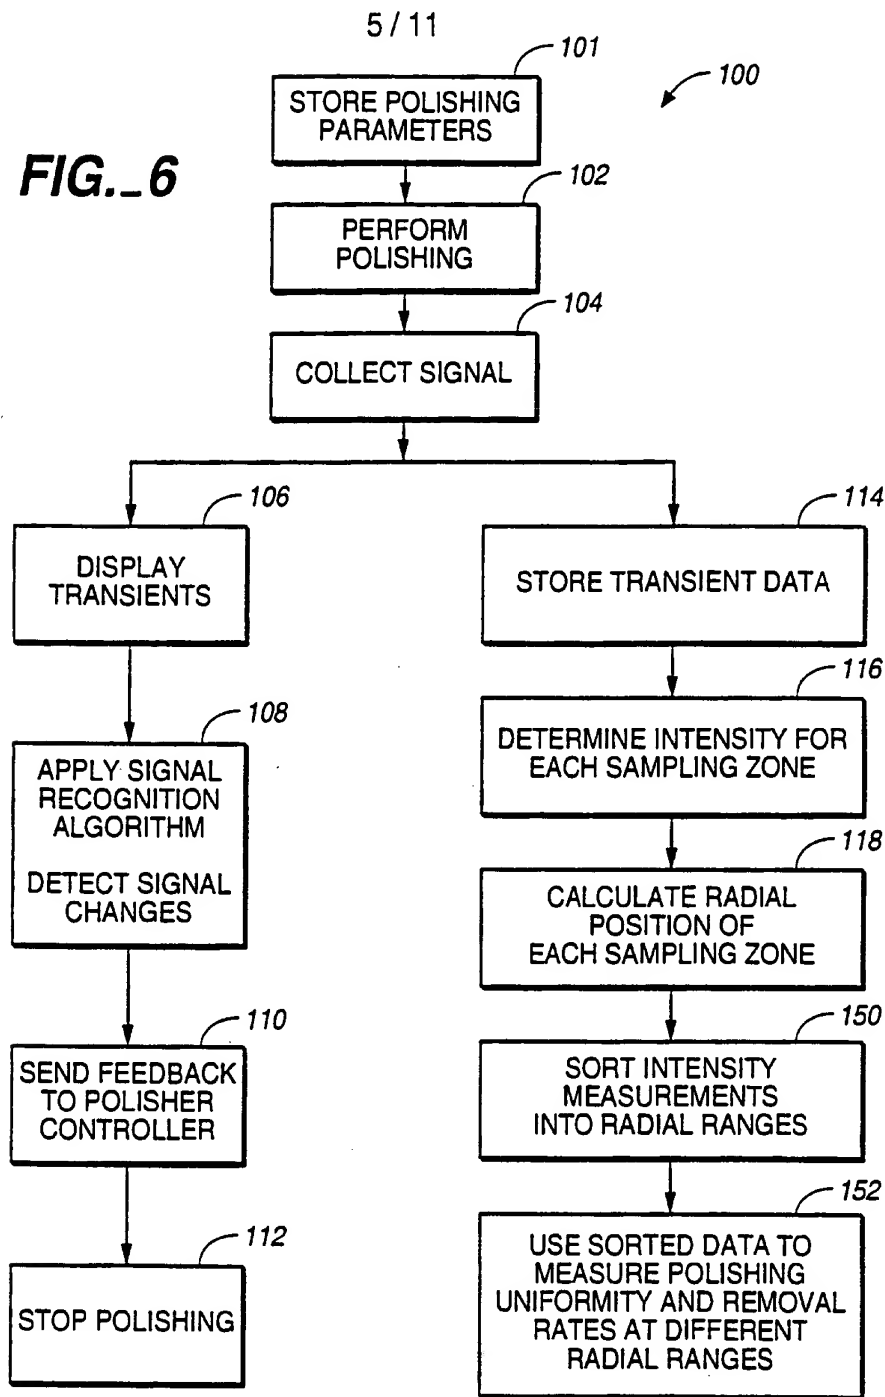 5 / 11
101
100
STORE POLISHING
PARAMETERS
FIG._6
102
PERFORM
POLISHING
104
COLLECT SIGNAL
106
DISPLAY
TRANSIENTS
108
APPLY SIGNAL
RECOGNITION
ALGORITHM
DETECT SIGNAL
CHANGES
110
SEND FEEDBACK
TO POLISHER
CONTROLLER
112
STOP POLISHING
114
STORE TRANSIENT DATA
116
DETERMINE INTENSITY FOR
EACH SAMPLING ZONE
118
CALCULATE RADIAL
POSITION OF
EACH SAMPLING ZONE
150
SORT INTENSITY
MEASUREMENTS
INTO RADIAL RANGES
152
USE SORTED DATA TO
MEASURE POLISHING
UNIFORMITY AND REMOVAL
RATES AT DIFFERENT
RADIAL RANGES